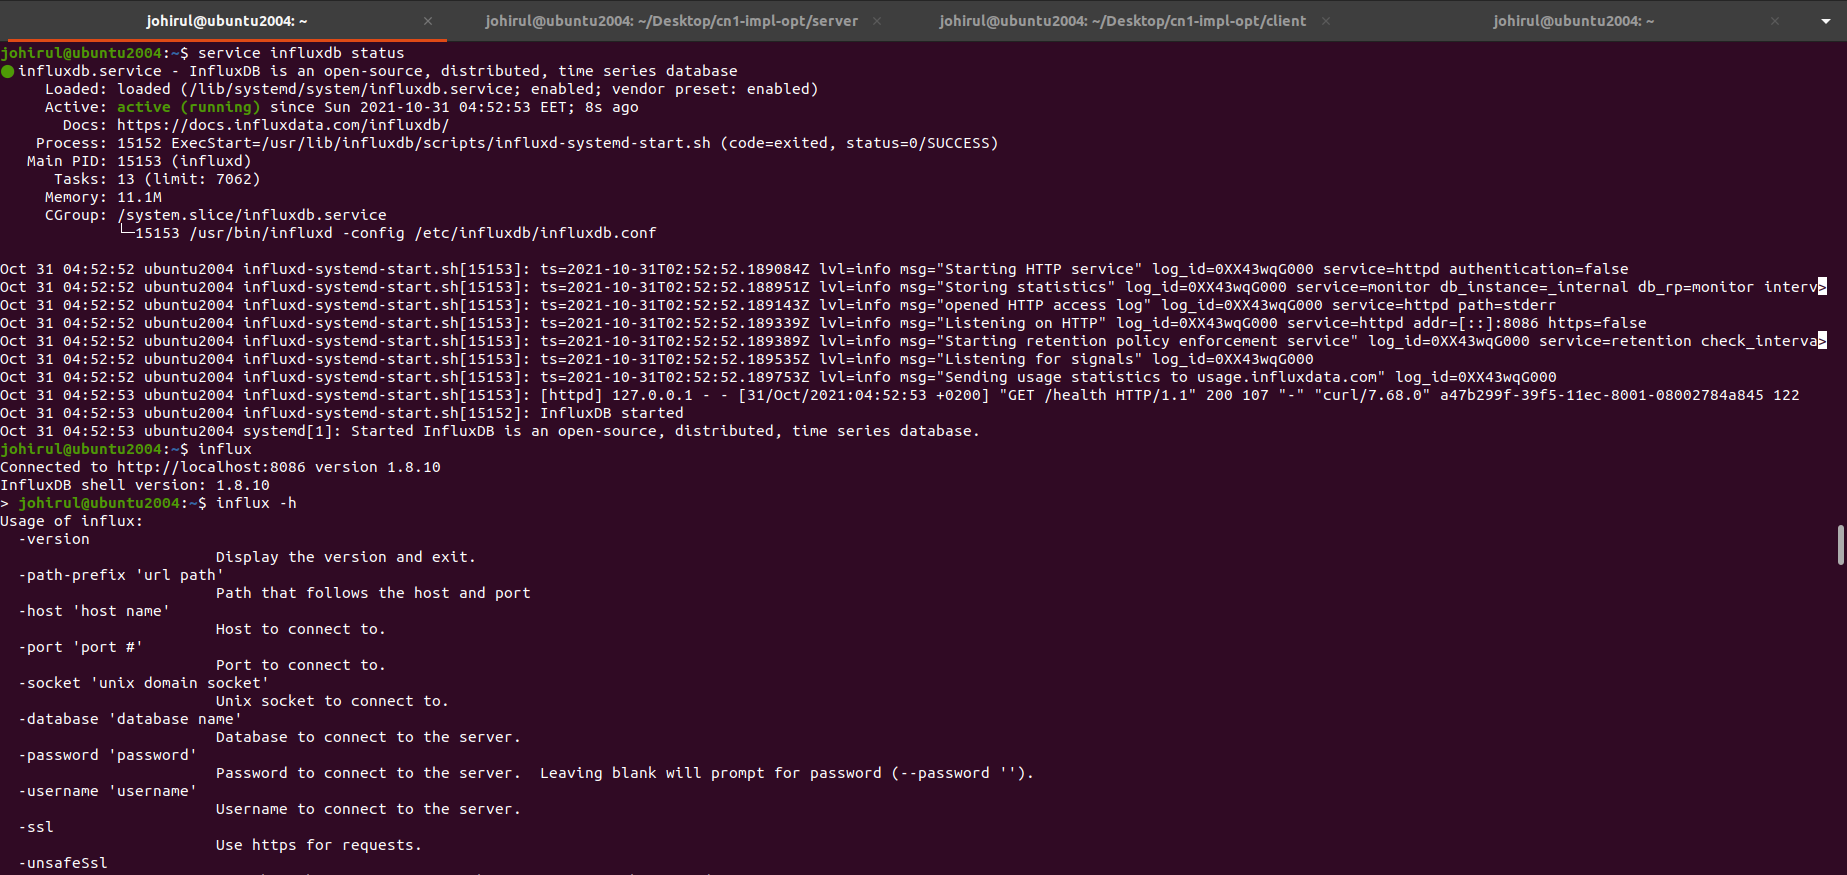 johirul@ubuntu2004: ~ × johirul@ubuntu2004: ~/Desktop/cn1-impl-opt/server × johirul@ubuntu2004: ~/Desktop/cn1-impl-opt/client × johirul@ubuntu2004: ~ ×
johirul@ubuntu2004:~$ service influxdb status
● influxdb.service - InfluxDB is an open-source, distributed, time series database
     Loaded: loaded (/lib/systemd/system/influxdb.service; enabled; vendor preset: enabled)
     Active: active (running) since Sun 2021-10-31 04:52:53 EET; 8s ago
       Docs: https://docs.influxdata.com/influxdb/
    Process: 15152 ExecStart=/usr/lib/influxdb/scripts/influxd-systemd-start.sh (code=exited, status=0/SUCCESS)
   Main PID: 15153 (influxd)
      Tasks: 13 (limit: 7062)
     Memory: 11.1M
     CGroup: /system.slice/influxdb.service
             └─15153 /usr/bin/influxd -config /etc/influxdb/influxdb.conf
Oct 31 04:52:52 ubuntu2004 influxd-systemd-start.sh[15153]: ts=2021-10-31T02:52:52.189084Z lvl=info msg="Starting HTTP service" log_id=0XX43wqG000 service=httpd authentication=false
Oct 31 04:52:52 ubuntu2004 influxd-systemd-start.sh[15153]: ts=2021-10-31T02:52:52.188951Z lvl=info msg="Storing statistics" log_id=0XX43wqG000 service=monitor db_instance=_internal db_rp=monitor interv>
Oct 31 04:52:52 ubuntu2004 influxd-systemd-start.sh[15153]: ts=2021-10-31T02:52:52.189143Z lvl=info msg="opened HTTP access log" log_id=0XX43wqG000 service=httpd path=stderr
Oct 31 04:52:52 ubuntu2004 influxd-systemd-start.sh[15153]: ts=2021-10-31T02:52:52.189339Z lvl=info msg="Listening on HTTP" log_id=0XX43wqG000 service=httpd addr=[::]:8086 https=false
Oct 31 04:52:52 ubuntu2004 influxd-systemd-start.sh[15153]: ts=2021-10-31T02:52:52.189389Z lvl=info msg="Starting retention policy enforcement service" log_id=0XX43wqG000 service=retention check_interva>
Oct 31 04:52:52 ubuntu2004 influxd-systemd-start.sh[15153]: ts=2021-10-31T02:52:52.189535Z lvl=info msg="Listening for signals" log_id=0XX43wqG000
Oct 31 04:52:52 ubuntu2004 influxd-systemd-start.sh[15153]: ts=2021-10-31T02:52:52.189753Z lvl=info msg="Sending usage statistics to usage.influxdata.com" log_id=0XX43wqG000
Oct 31 04:52:53 ubuntu2004 influxd-systemd-start.sh[15153]: [httpd] 127.0.0.1 - - [31/Oct/2021:04:52:53 +0200] "GET /health HTTP/1.1" 200 107 "-" "curl/7.68.0" a47b299f-39f5-11ec-8001-08002784a845 122
Oct 31 04:52:53 ubuntu2004 influxd-systemd-start.sh[15152]: InfluxDB started
Oct 31 04:52:53 ubuntu2004 systemd[1]: Started InfluxDB is an open-source, distributed, time series database.
johirul@ubuntu2004:~$ influx
Connected to http://localhost:8086 version 1.8.10
InfluxDB shell version: 1.8.10
> johirul@ubuntu2004:~$ influx -h
Usage of influx:
  -version
                        Display the version and exit.
  -path-prefix 'url path'
                        Path that follows the host and port
  -host 'host name'
                        Host to connect to.
  -port 'port #'
                        Port to connect to.
  -socket 'unix domain socket'
                        Unix socket to connect to.
  -database 'database name'
                        Database to connect to the server.
  -password 'password'
                        Password to connect to the server.  Leaving blank will prompt for password (--password '').
  -username 'username'
                        Username to connect to the server.
  -ssl
                        Use https for requests.
  -unsafeSsl